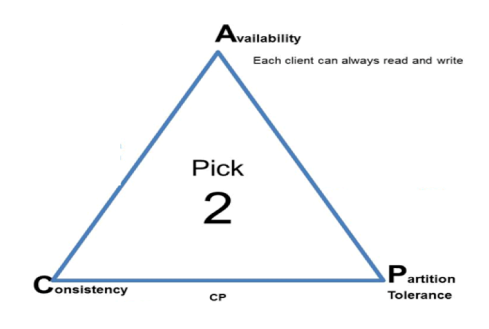 Availability
Each client can always read and write
Pick
2
Consistency
CP
Partition
Tolerance